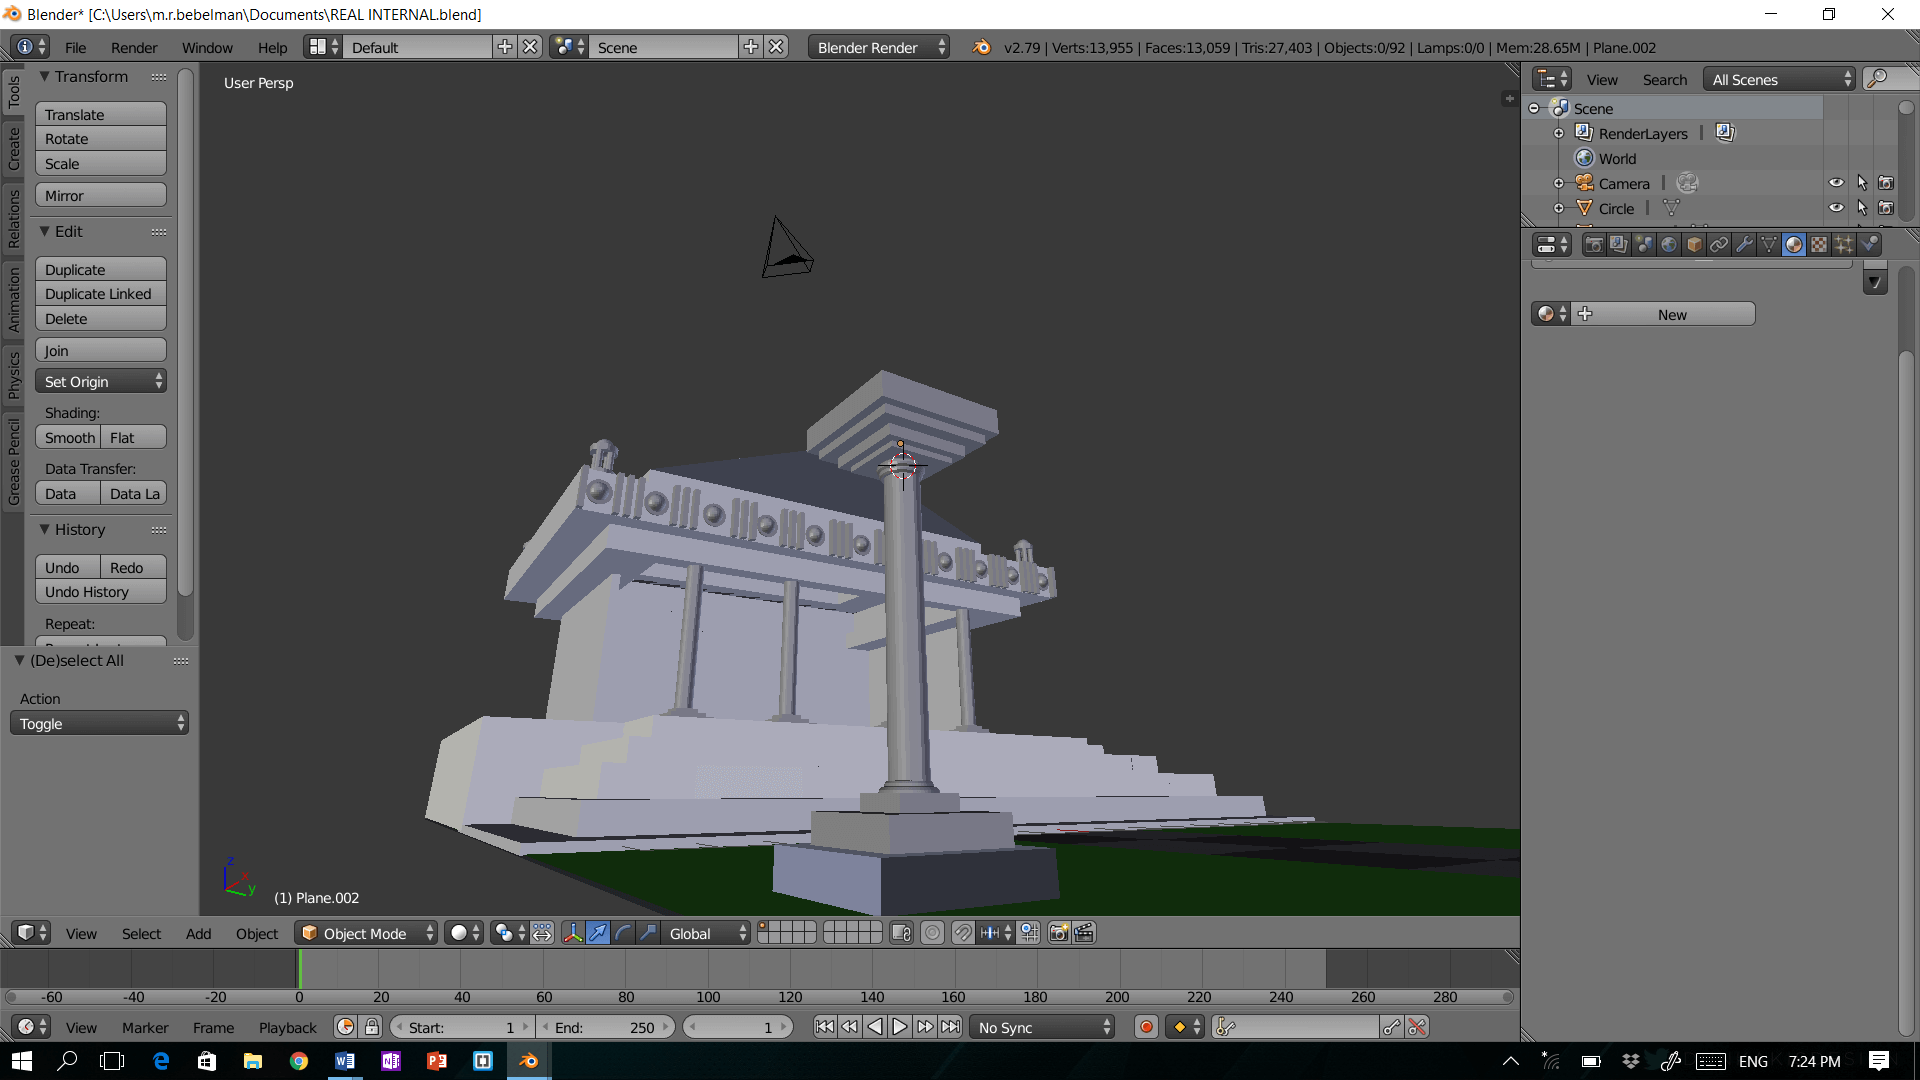 Blender* [C:\Users\m.r.bebelman\Documents\REAL INTERNAL.blend]
File Render Window Help Default Scene Blender Render v2.79 | Verts:13,955 | Faces:13,059 | Tris:27,403 | Objects:0/92 | Lamps:0/0 | Mem:28.65M | Plane.002
Tools
Create
Relations
Animation
Physics
Grease Pencil
Transform
Translate
Rotate
Scale
Mirror
Edit
Duplicate
Duplicate Linked
Delete
Join
Set Origin
Shading:
Smooth Flat
Data Transfer:
Data Data La
History
Undo Redo
Undo History
Repeat:
(De)select All
Action
Toggle
User Persp
z
x
y
(1) Plane.002
View Search All Scenes
Scene
RenderLayers
World
Camera
Circle
New
View Select Add Object Object Mode Global
-60 -40 -20 0 20 40 60 80 100 120 140 160 180 200 220 240 260 280
View Marker Frame Playback Start: 1 End: 250 1 No Sync
ENG 7:24 PM